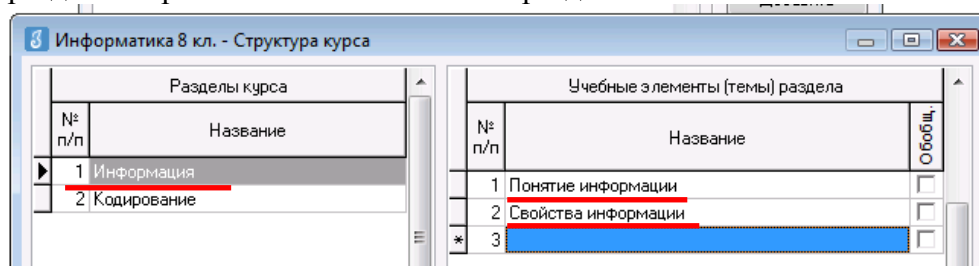 Информатика 8 кл. - Структура курса
Разделы курса
№ п/п
Название
1 Информация
2 Кодирование
Учебные элементы (темы) раздела
№ п/п
Название
Обобщ.
1 Понятие информации
2 Свойства информации
* 3